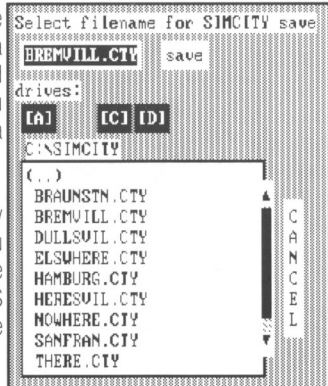 Select filename for SIMCITY save
BREMVILL.CTY save
drives:
[A] [C] [D]
C:\SIMCITY
(..)
BRAUNSTN.CTY
BREMVILL.CTY
DULLSVIL.CTY
ELSWHERE.CTY
HAMBURG.CTY
HERESVIL.CTY
NOWHERE.CTY
SANFRAN.CTY
THERE.CTY
CANCEL